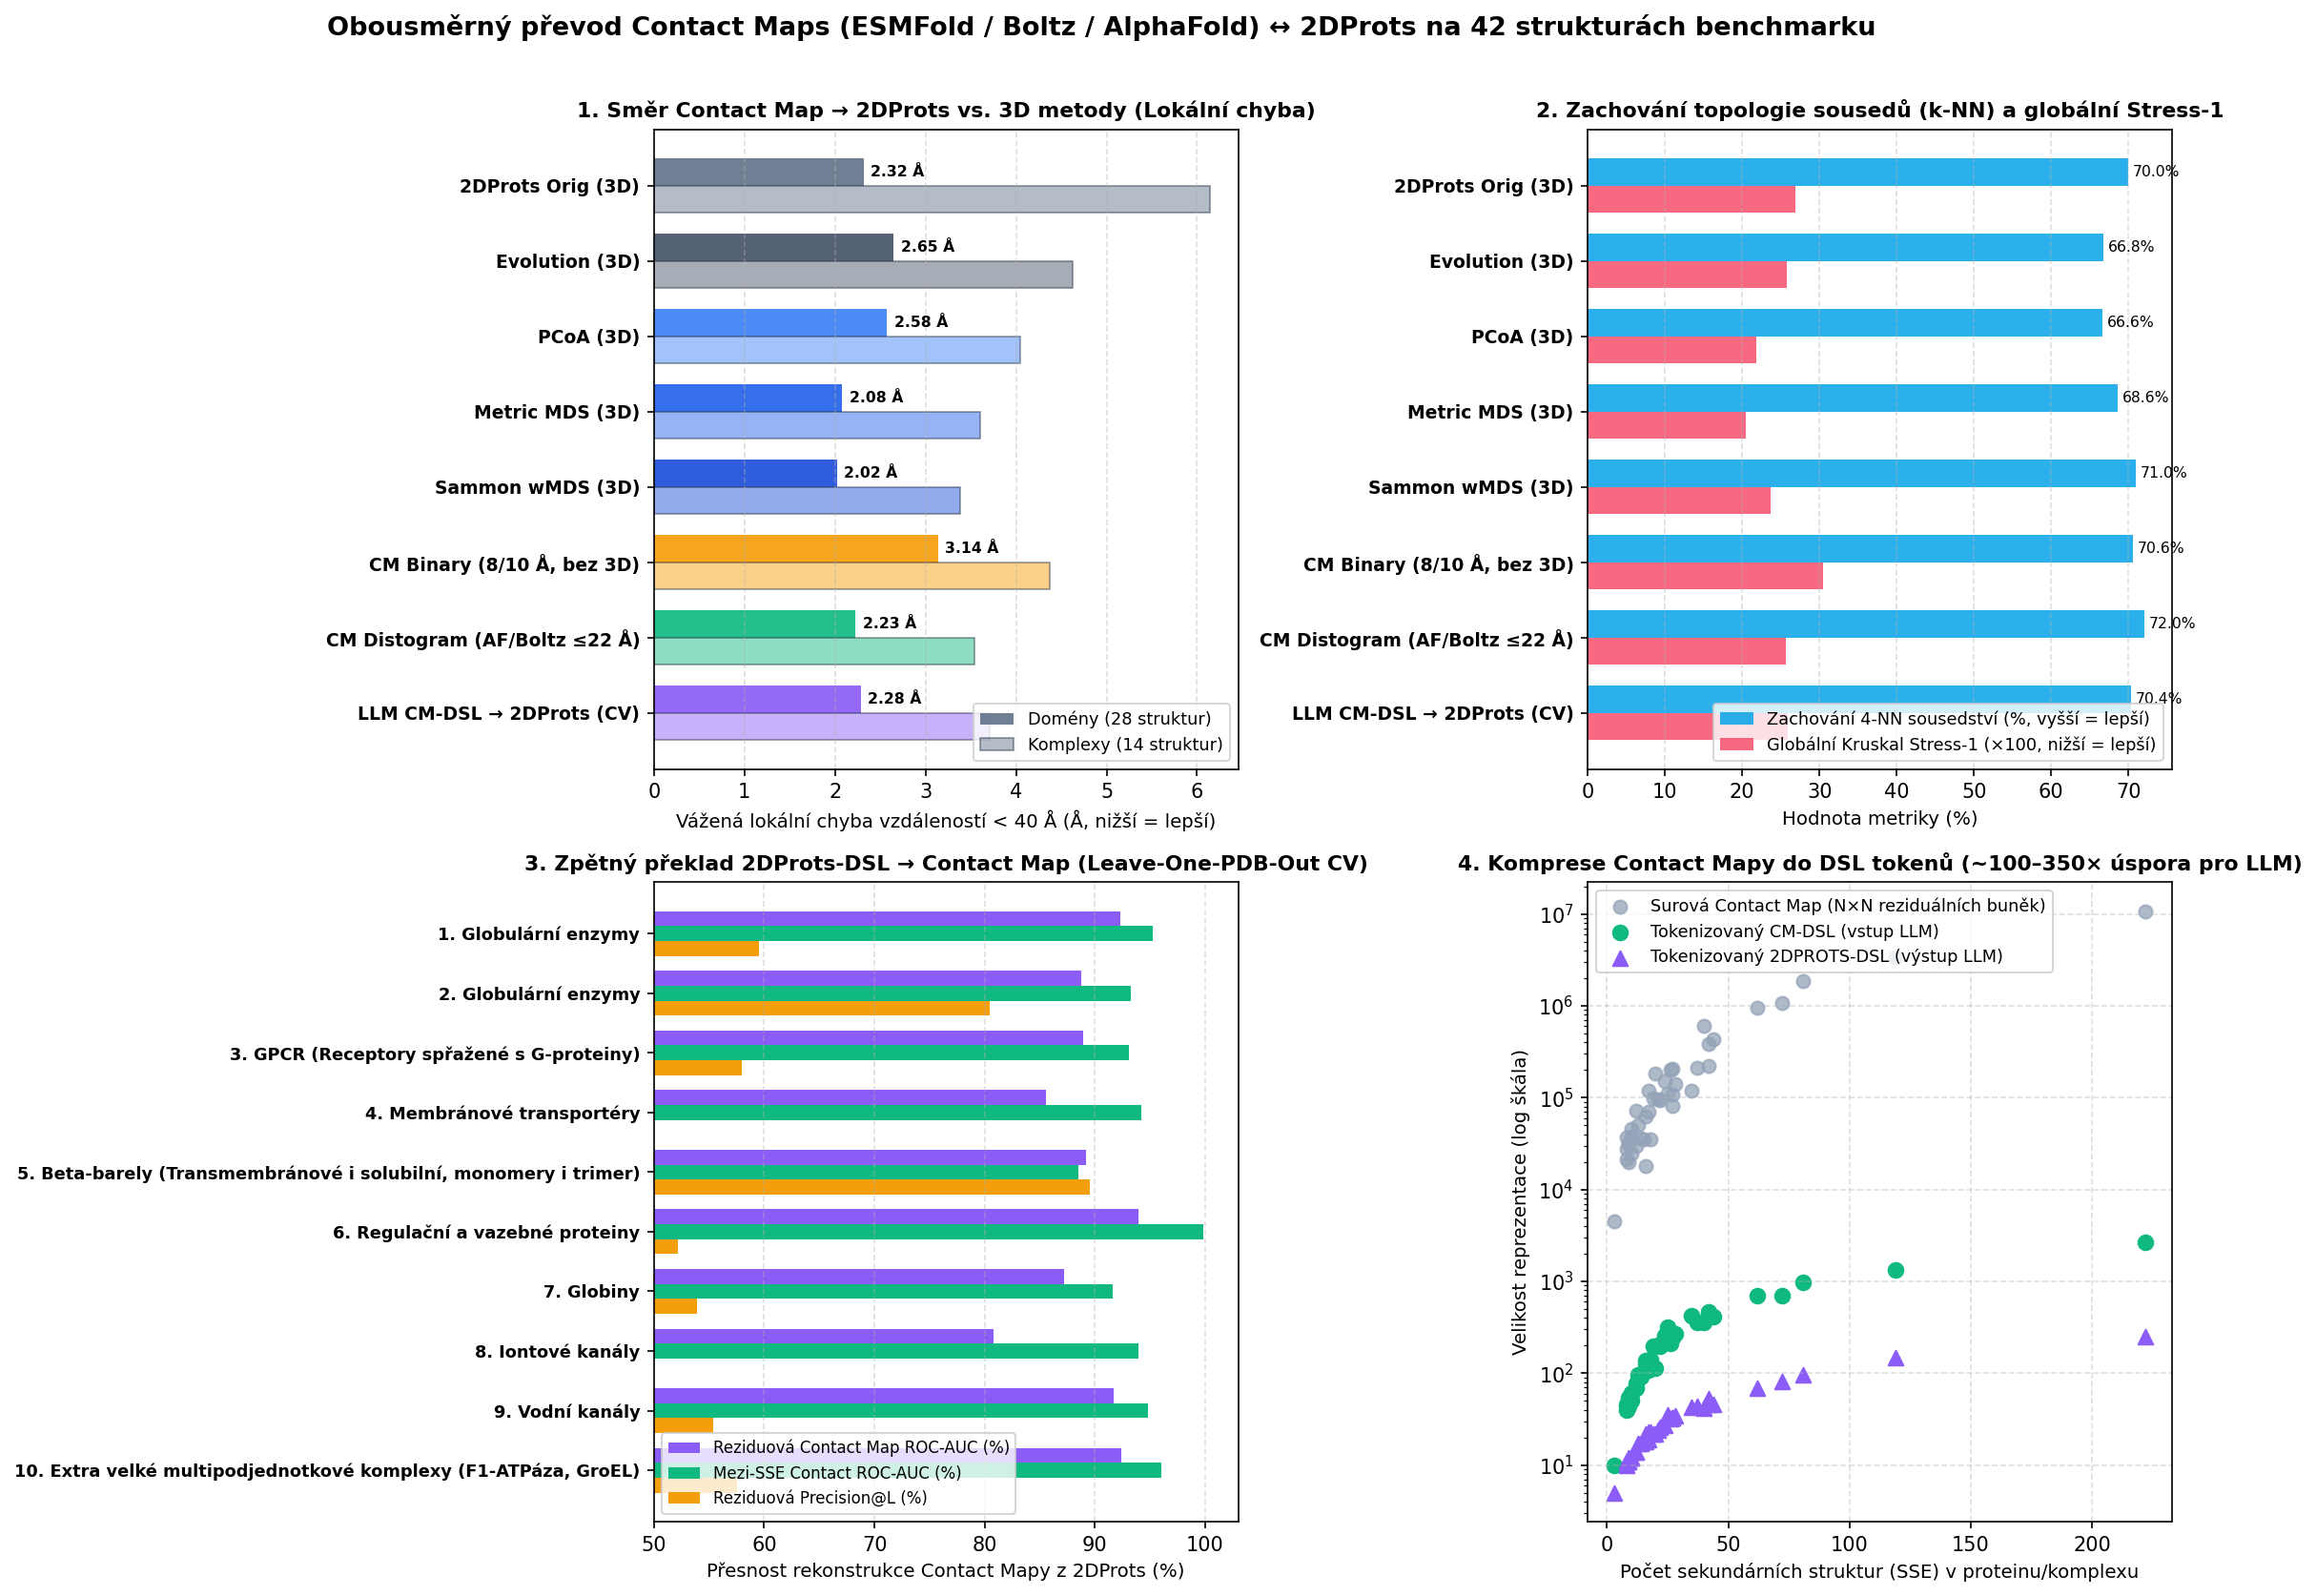 Obousměrný převod Contact Maps (ESMFold / Boltz / AlphaFold) ↔ 2DProts na 42 strukturách benchmarku
1. Směr Contact Map → 2DProts vs. 3D metody (Lokální chyba)
2DProts Orig (3D)
2.32 Å
Evolution (3D)
2.65 Å
PCoA (3D)
2.58 Å
Metric MDS (3D)
2.08 Å
Sammon wMDS (3D)
2.02 Å
CM Binary (8/10 Å, bez 3D)
3.14 Å
CM Distogram (AF/Boltz ≤22 Å)
2.23 Å
LLM CM-DSL → 2DProts (CV)
2.28 Å
Domény (28 struktur)
Komplexy (14 struktur)
0 1 2 3 4 5 6
Vážená lokální chyba vzdáleností < 40 Å (Å, nižší = lepší)
2. Zachování topologie sousedů (k-NN) a globální Stress-1
2DProts Orig (3D)
70.0%
Evolution (3D)
66.8%
PCoA (3D)
66.6%
Metric MDS (3D)
68.6%
Sammon wMDS (3D)
71.0%
CM Binary (8/10 Å, bez 3D)
70.6%
CM Distogram (AF/Boltz ≤22 Å)
72.0%
LLM CM-DSL → 2DProts (CV)
70.4%
Zachování 4-NN sousedství (%, vyšší = lepší)
Globální Kruskal Stress-1 (×100, nižší = lepší)
0 10 20 30 40 50 60 70
Hodnota metriky (%)
3. Zpětný překlad 2DProts-DSL → Contact Map (Leave-One-PDB-Out CV)
1. Globulární enzymy
2. Globulární enzymy
3. GPCR (Receptory spřažené s G-proteiny)
4. Membránové transportéry
5. Beta-barely (Transmembránové i solubilní, monomery i trimer)
6. Regulační a vazebné proteiny
7. Globiny
8. Iontové kanály
9. Vodní kanály
10. Extra velké multipodjednotkové komplexy (F1-ATPáza, GroEL)
Reziduová Contact Map ROC-AUC (%)
Mezi-SSE Contact ROC-AUC (%)
Reziduová Precision@L (%)
50 60 70 80 90 100
Přesnost rekonstrukce Contact Mapy z 2DProts (%)
4. Komprese Contact Mapy do DSL tokenů (~100–350× úspora pro LLM)
Surová Contact Map (N×N reziduálních buněk)
Tokenizovaný CM-DSL (vstup LLM)
Tokenizovaný 2DPROTS-DSL (výstup LLM)
Velikost reprezentace (log škála)
10⁷
10⁶
10⁵
10⁴
10³
10²
10¹
0 50 100 150 200
Počet sekundárních struktur (SSE) v proteinu/komplexu